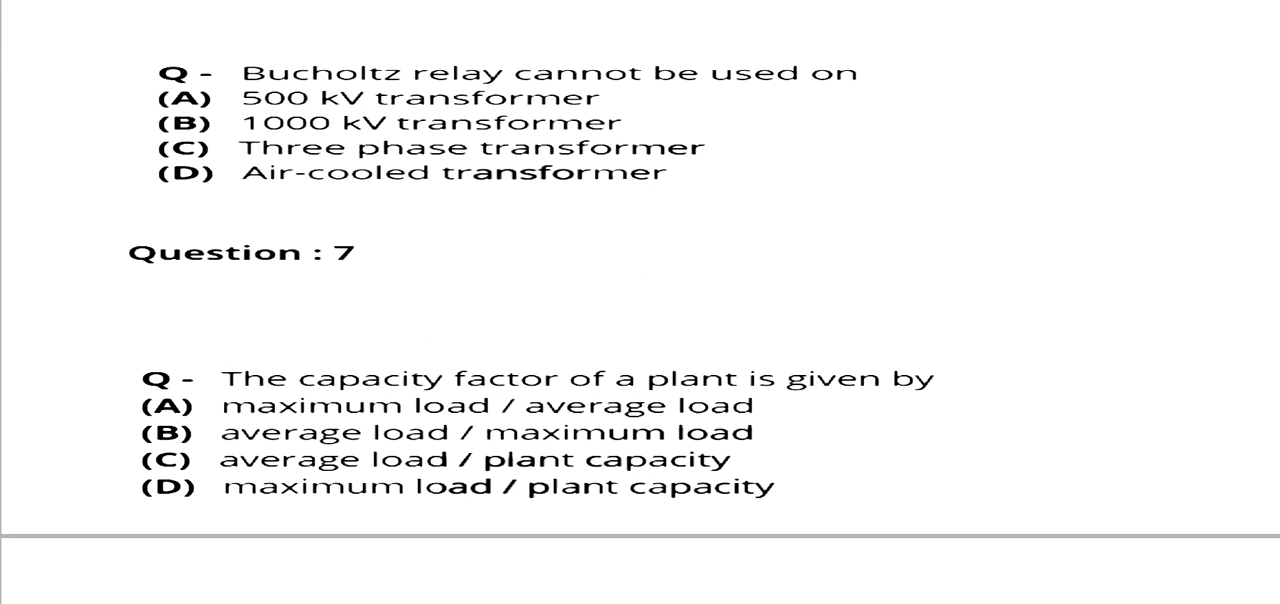 Q - Bucholtz relay cannot be used on
(A) 500 kV transformer
(B) 1000 kV transformer
(C) Three phase transformer
(D) Air-cooled transformer
Question : 7
Q - The capacity factor of a plant is given by
(A) maximum load / average load
(B) average load / maximum load
(C) average load / plant capacity
(D) maximum load / plant capacity